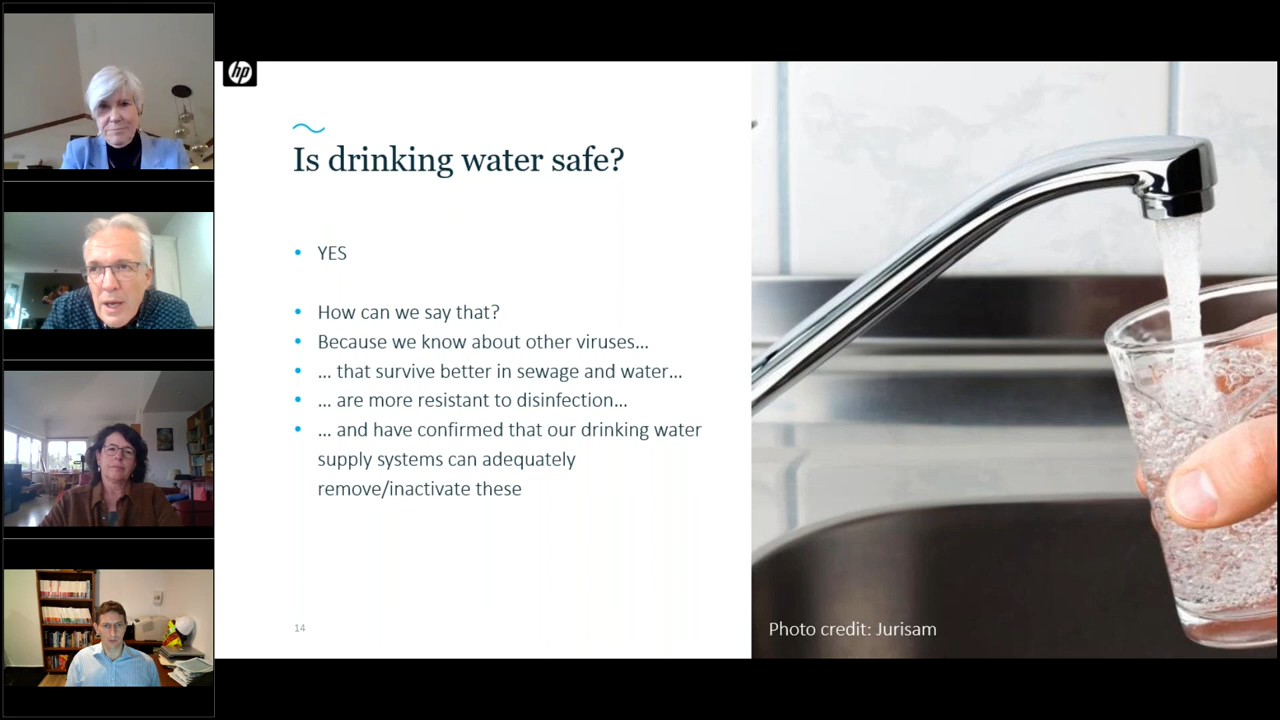 hp
Is drinking water safe?
• YES
• How can we say that?
• Because we know about other viruses...
• ... that survive better in sewage and water...
• ... are more resistant to disinfection...
• ... and have confirmed that our drinking water
supply systems can adequately
remove/inactivate these
14
Photo credit: Jurisam